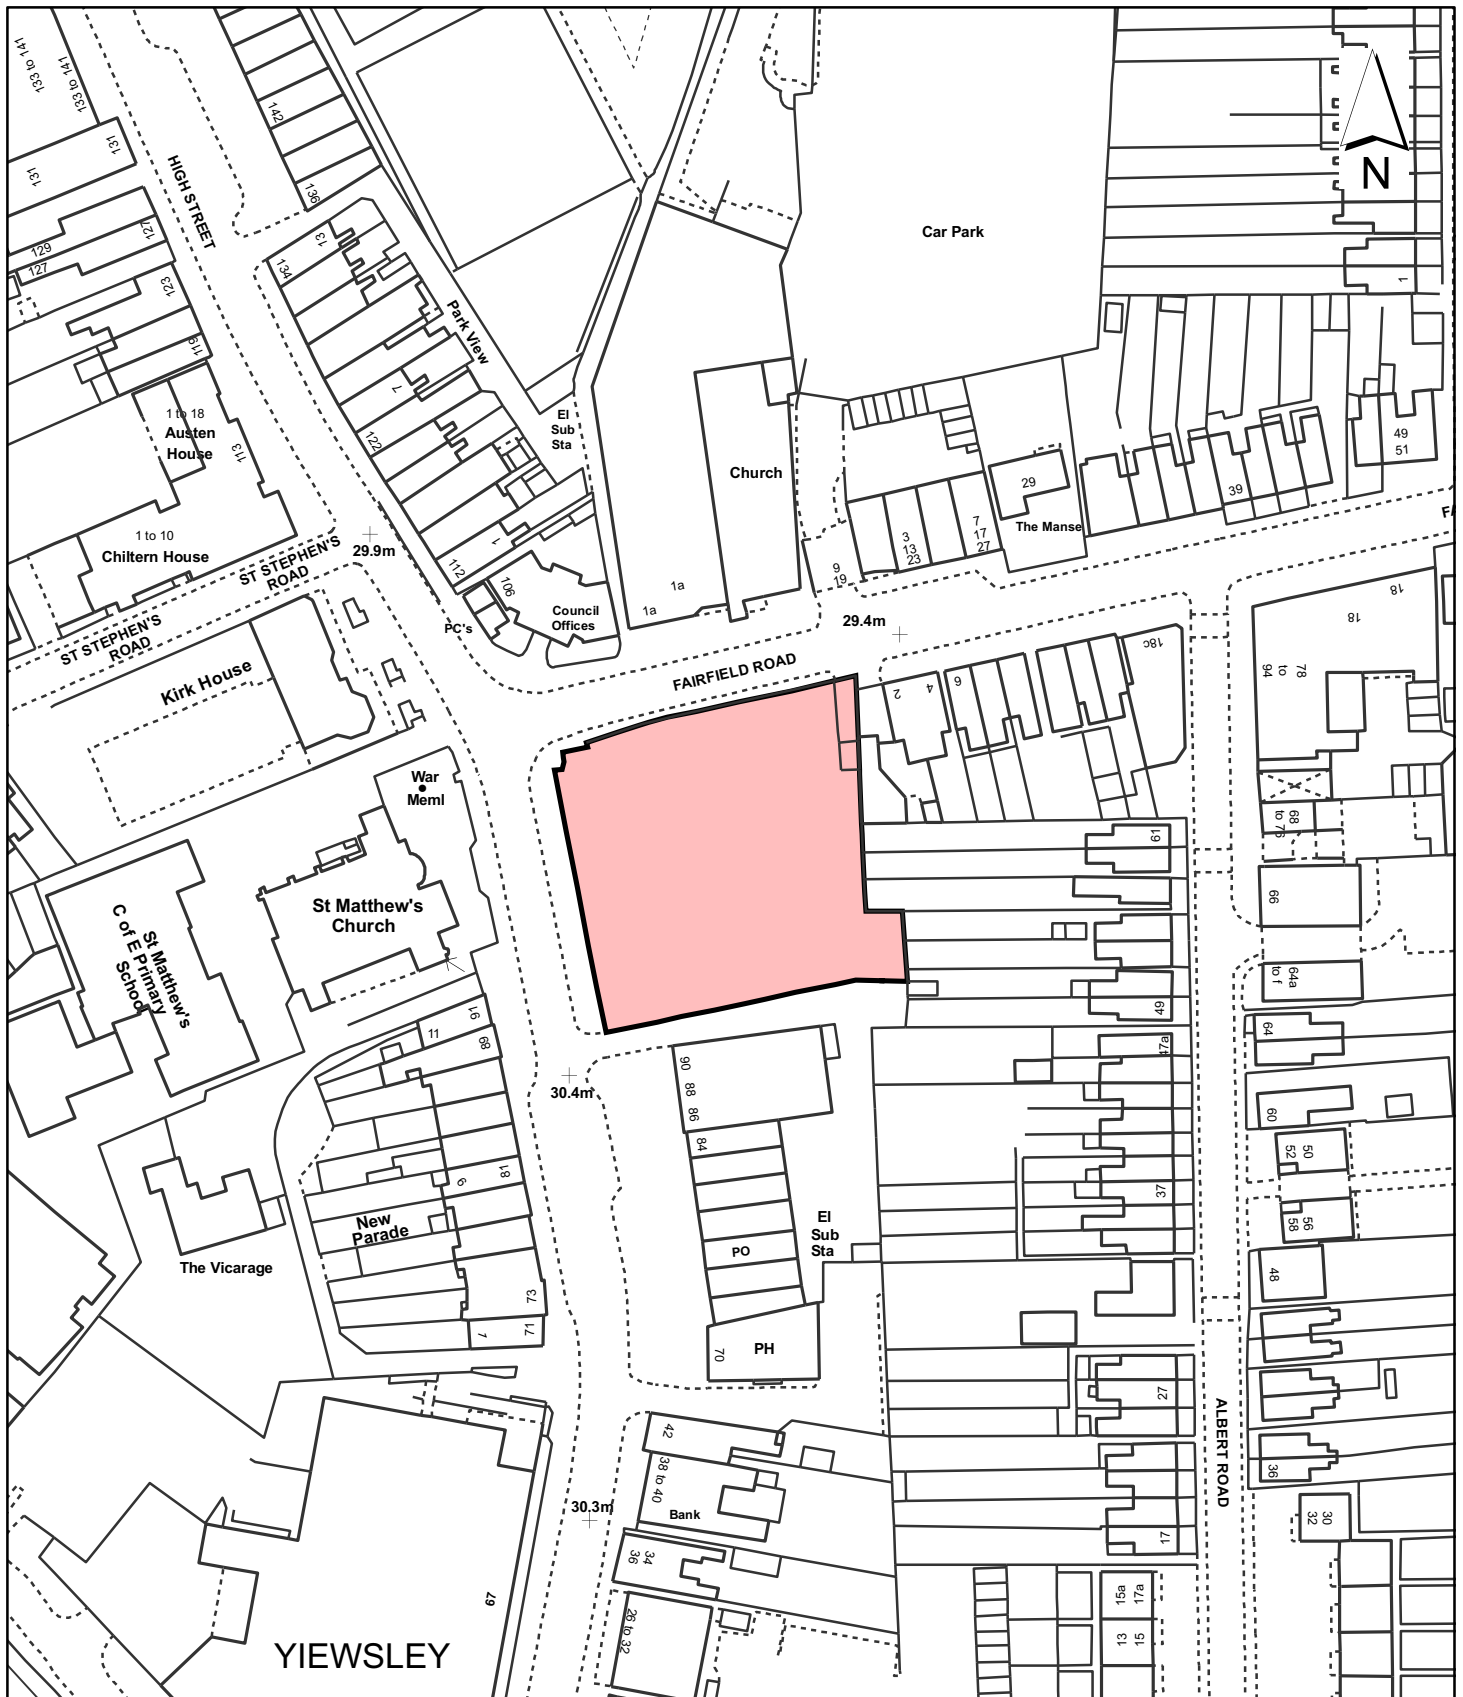 133 to 141
133 to 141
131
131
HIGH STREET
142
136
129
127
127
123
119
134
13
Park View
7
122
1 to 18
Austen
House
113
1 to 10
Chiltern House
ST STEPHEN'S
ROAD
ST STEPHEN'S
ROAD
29.9m
El
Sub
Sta
Church
Car Park
N
1
49
51
39
29
The Manse
7
17
27
3
13
23
9
19
1
112
106
PC's
Council
Offices
1a
1a
29.4m
FAIRFIELD ROAD
FA
Kirk House
War
Meml
St Matthew's
Church
St Matthew's
C of E Primary
School
2
4
6
18c
18
18
78
to
94
68
to 76
61
66
64a
to f
49
47a
64
60
50
52
56
58
48
37
91
89
11
81
6
New
Parade
73
71
1
The Vicarage
30.4m
90
88
86
84
PO
El
Sub
Sta
70
PH
27
ALBERT ROAD
36
42
38 to 40
Bank
30.3m
34
36
26 to 32
67
YIEWSLEY
17
15a
17a
13
15
30
32